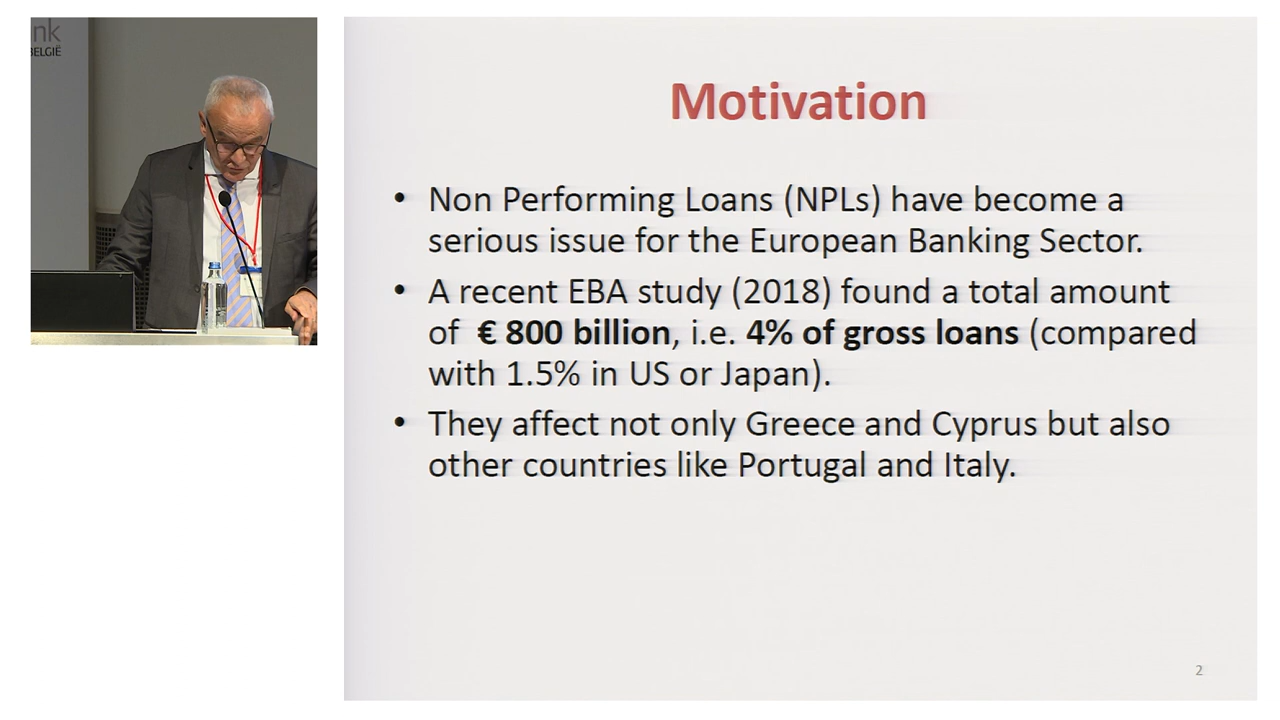 nk
BELGIË
Motivation
• Non Performing Loans (NPLs) have become a
serious issue for the European Banking Sector.
• A recent EBA study (2018) found a total amount
of € 800 billion, i.e. 4% of gross loans (compared
with 1.5% in US or Japan).
• They affect not only Greece and Cyprus but also
other countries like Portugal and Italy.
2